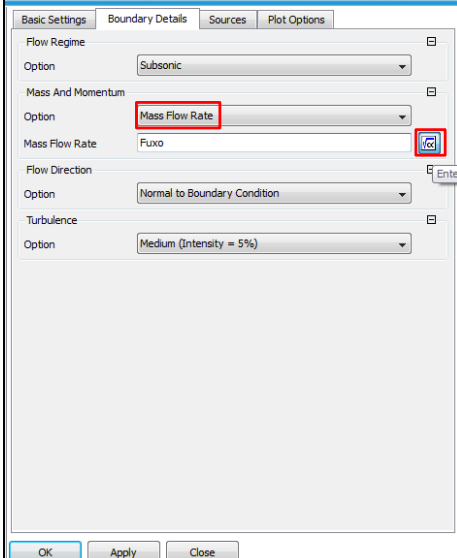 Basic Settings Boundary Details Sources Plot Options
Flow Regime
Option Subsonic
Mass And Momentum
Option Mass Flow Rate
Mass Flow Rate Fuxo
Flow Direction
Ente
Option Normal to Boundary Condition
Turbulence
Option Medium (Intensity = 5%)
OK Apply Close